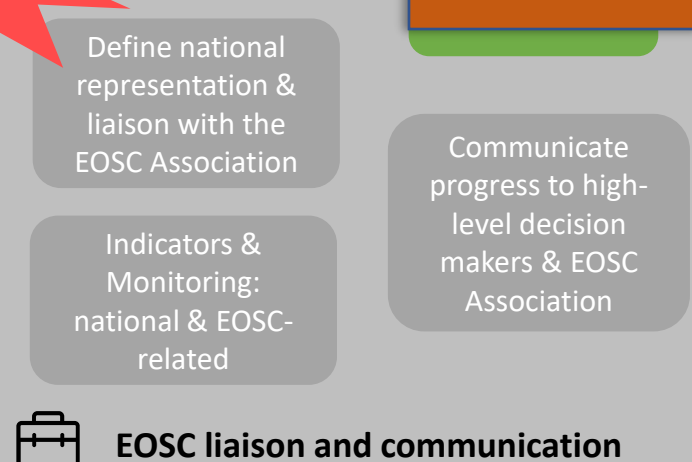 Define national
representation &
liaison with the
EOSC Association
Indicators &
Monitoring:
national & EOSC-
related
Communicate
progress to high-
level decision
makers & EOSC
Association
EOSC liaison and communication